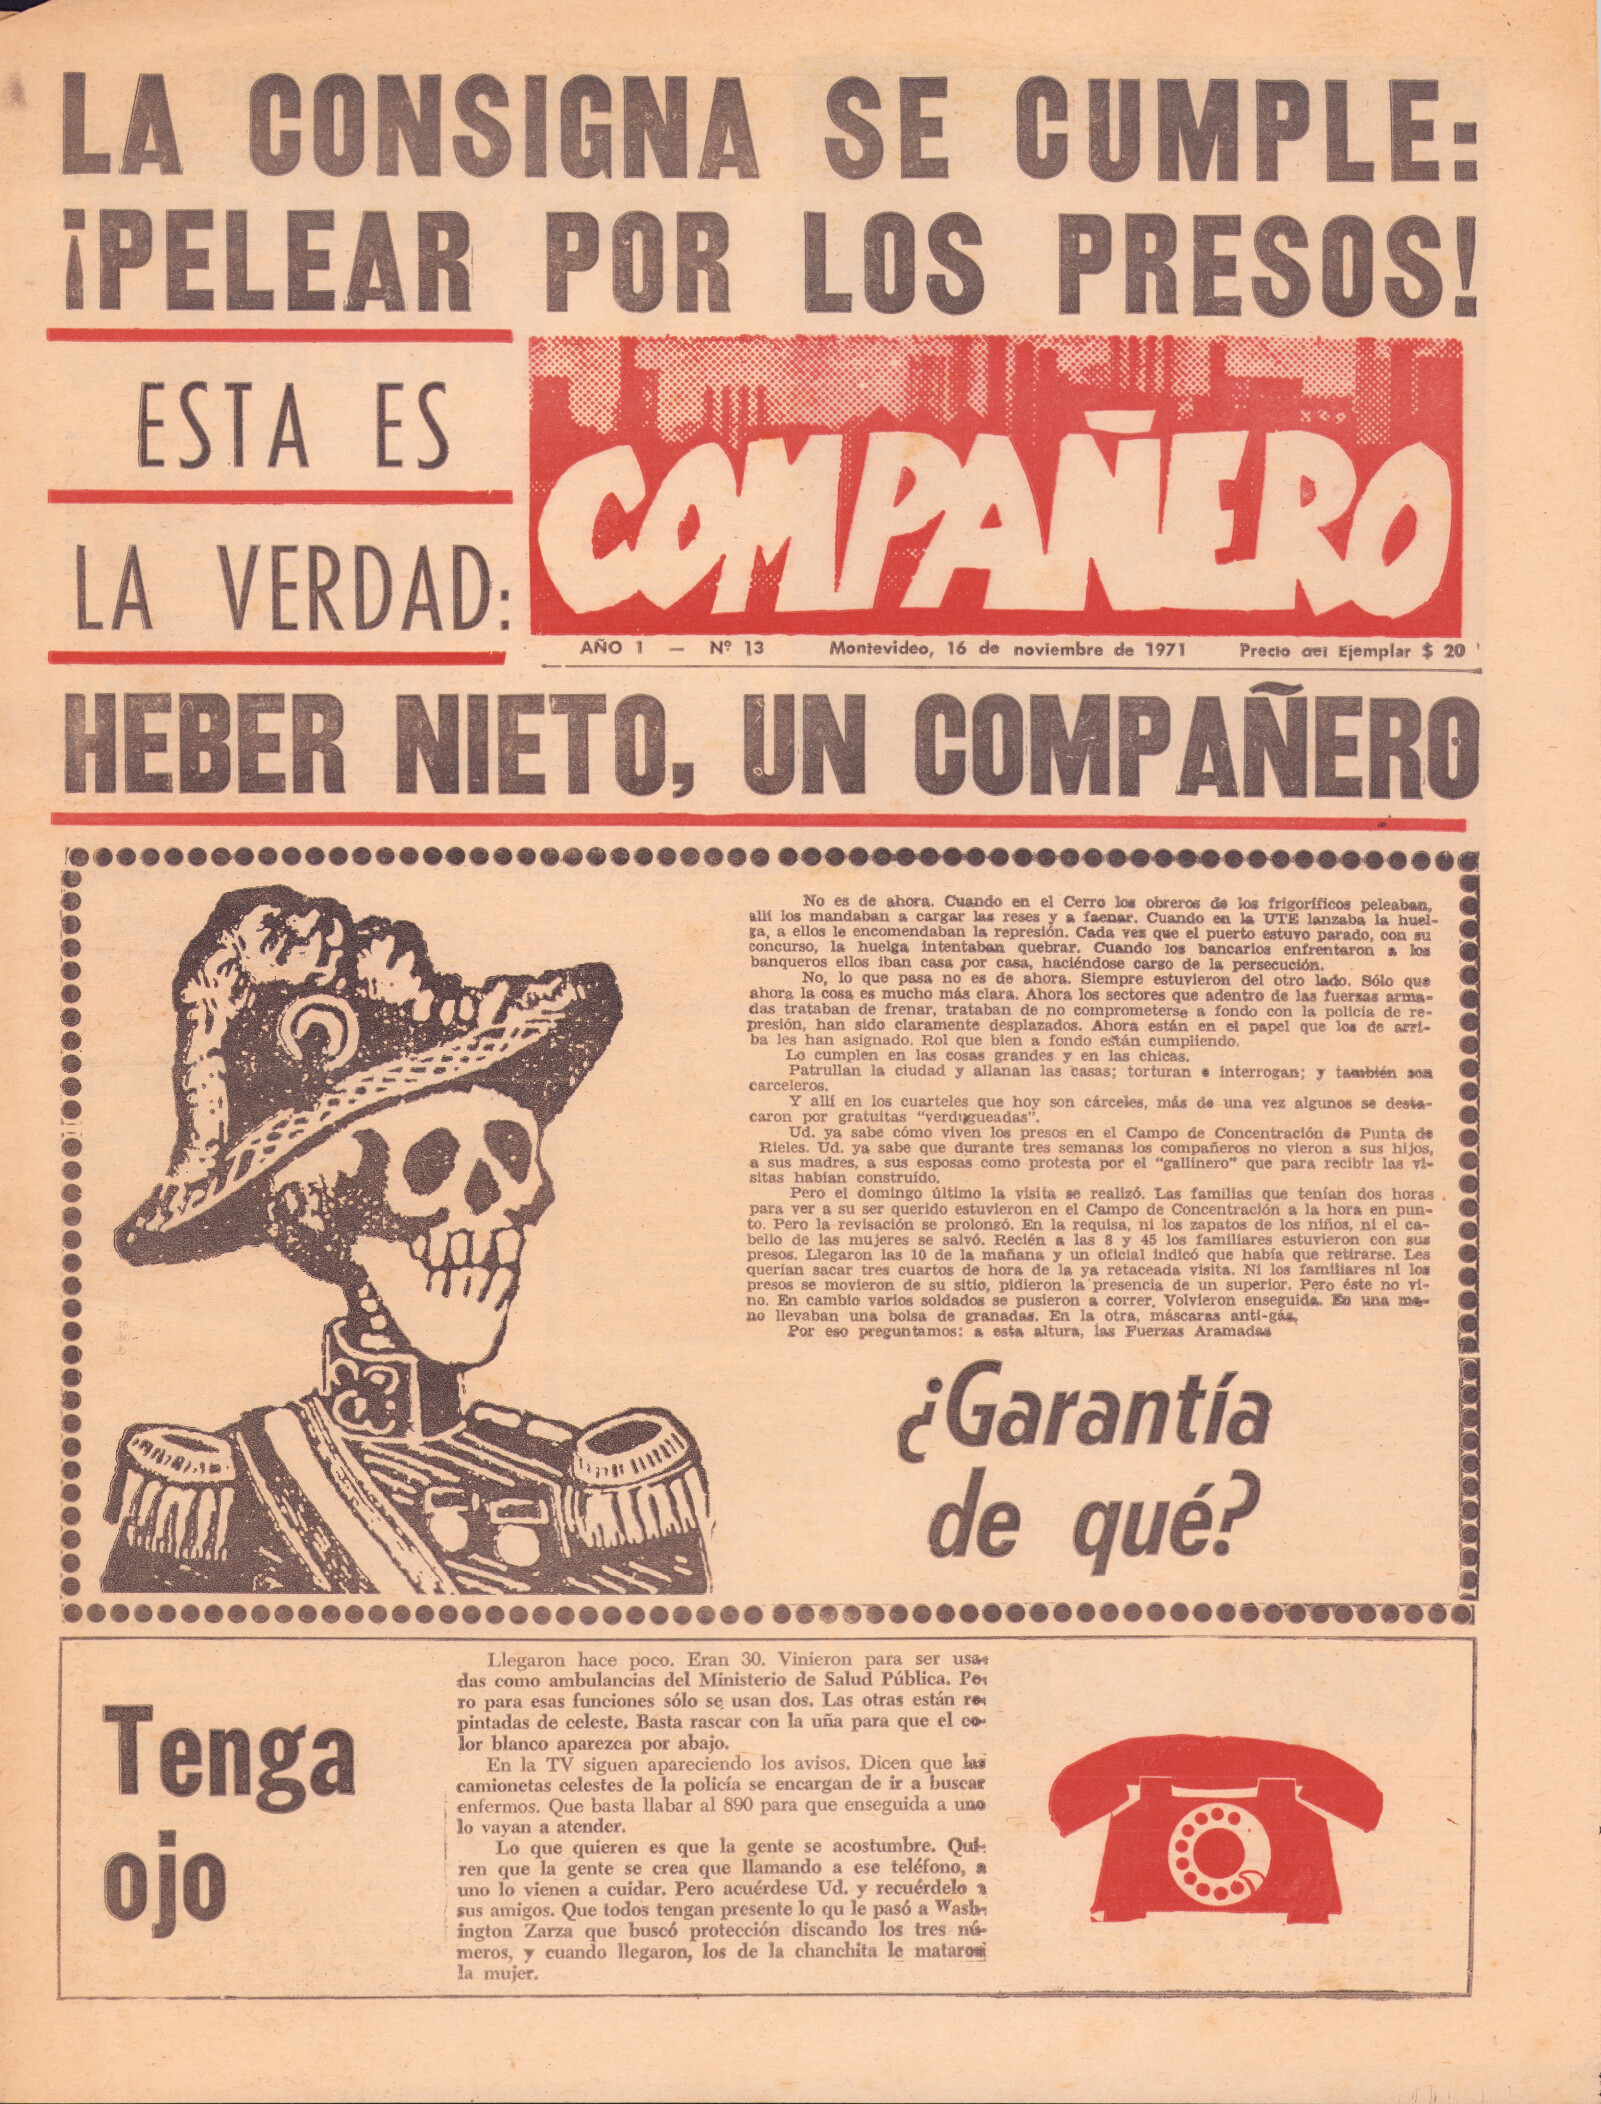 LA CONSIGNA SE CUMPLE:
¡PELEAR POR LOS PRESOS!
ESTA ES
LA VERDAD:
COMPAÑERO
AÑO 1 — Nº 13 Montevideo, 16 de noviembre de 1971 Precio del Ejemplar $ 20
HEBER NIETO, UN COMPAÑERO
No es de ahora. Cuando en el Cerro los obreros de los frigoríficos peleaban,
allí los mandaban a cargar las reses y a faenar. Cuando en la UTE lanzaba la huel-
ga, a ellos le encomendaban la represión. Cada vez que el puerto estuvo parado, con su
concurso, la huelga intentaban quebrar. Cuando los bancarios enfrentaron a los
banqueros ellos iban casa por casa, haciéndose cargo de la persecución.
No, lo que pasa no es de ahora. Siempre estuvieron del otro lado. Sólo que
ahora la cosa es mucho más clara. Ahora los sectores que adentro de las fuerzas arma-
das trataban de frenar, trataban de no comprometerse a fondo con la policía de re-
presión, han sido claramente desplazados. Ahora están en el papel que los de arri-
ba les han asignado. Rol que bien a fondo están cumpliendo.
Lo cumplen en las cosas grandes y en las chicas.
Patrullan la ciudad y allanan las casas; torturan e interrogan; y también son
carceleros.
Y allí en los cuarteles que hoy son cárceles, más de una vez algunos se desta-
caron por gratuitas "verdugueadas".
Ud. ya sabe cómo viven los presos en el Campo de Concentración de Punta de
Rieles. Ud. ya sabe que durante tres semanas los compañeros no vieron a sus hijos,
a sus madres, a sus esposas como protesta por el "gallinero" que para recibir las vi-
sitas habían construído.
Pero el domingo último la visita se realizó. Las familias que tenían dos horas
para ver a su ser querido estuvieron en el Campo de Concentración a la hora en pun-
to. Pero la revisación se prolongó. En la requisa, ni los zapatos de los niños, ni el ca-
bello de las mujeres se salvó. Recién a las 8 y 45 los familiares estuvieron con sus
presos. Llegaron las 10 de la mañana y un oficial indicó que había que retirarse. Les
querían sacar tres cuartos de hora de la ya retaceada visita. Ni los familiares ni los
presos se movieron de su sitio, pidieron la presencia de un superior. Pero éste no vi-
no. En cambio varios soldados se pusieron a correr. Volvieron enseguida. En una ma-
no llevaban una bolsa de granadas. En la otra, máscaras anti-gás.
Por eso preguntamos: a esta altura, las Fuerzas Aramadas
¿Garantía
de qué?
Tenga
ojo
Llegaron hace poco. Eran 30. Vinieron para ser usa-
das como ambulancias del Ministerio de Salud Pública. Pe-
ro para esas funciones sólo se usan dos. Las otras están re-
pintadas de celeste. Basta rascar con la uña para que el co-
lor blanco aparezca por abajo.
En la TV siguen apareciendo los avisos. Dicen que las
camionetas celestes de la policía se encargan de ir a buscar
enfermos. Que basta llabar al 890 para que enseguida a uno
lo vayan a atender.
Lo que quieren es que la gente se acostumbre. Qui-
ren que la gente se crea que llamando a ese teléfono, a
uno lo vienen a cuidar. Pero acuérdese Ud. y recuérdelo a
sus amigos. Que todos tengan presente lo qu le pasó a Wash-
ington Zarza que buscó protección discando los tres nú-
meros, y cuando llegaron, los de la chanchita le mataron
la mujer.